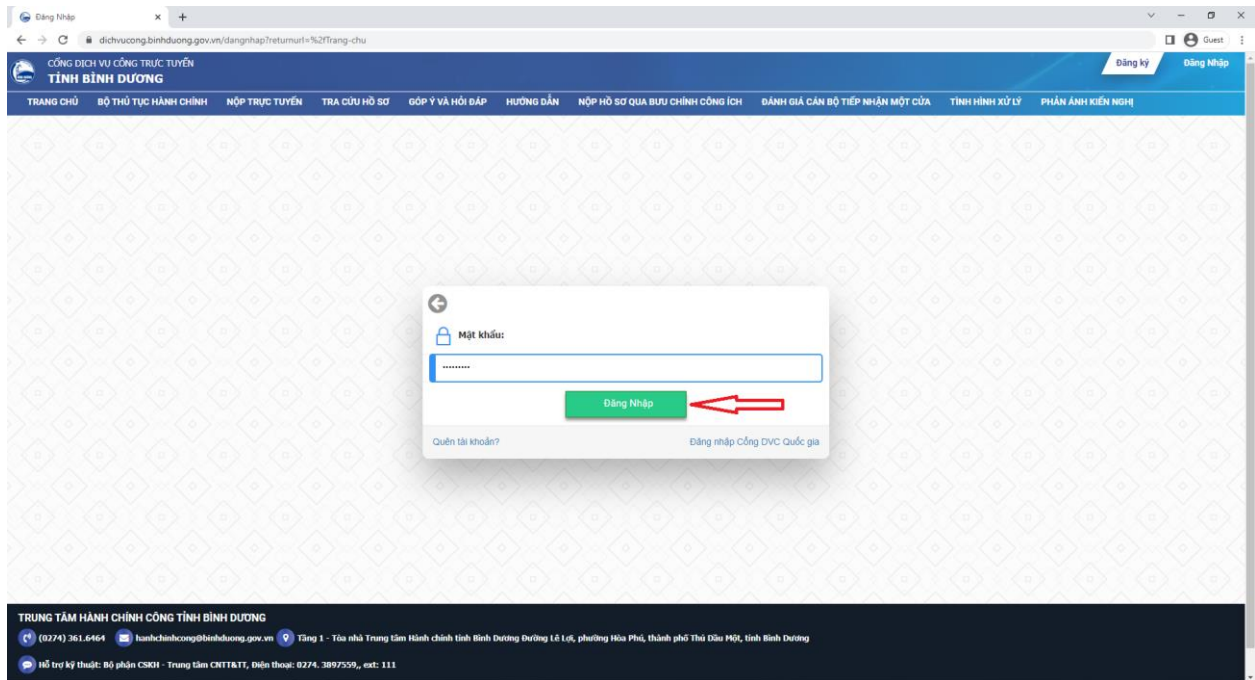 Đăng Nhập
dichvucong.binhduong.gov.vn/dangnhap?returnurl=%2fTrang-chu
Guest
CỔNG DỊCH VỤ CÔNG TRỰC TUYẾN
TỈNH BÌNH DƯƠNG
Đăng ký
Đăng Nhập
TRANG CHỦ BỘ THỦ TỤC HÀNH CHÍNH NỘP TRỰC TUYẾN TRA CỨU HỒ SƠ GÓP Ý VÀ HỎI ĐÁP HƯỚNG DẪN NỘP HỒ SƠ QUA BƯU CHÍNH CÔNG ÍCH ĐÁNH GIÁ CÁN BỘ TIẾP NHẬN MỘT CỬA TÌNH HÌNH XỬ LÝ PHẢN ÁNH KIẾN NGHỊ
Mật khẩu:
Đăng Nhập
Quên tài khoản? Đăng nhập Cổng DVC Quốc gia
TRUNG TÂM HÀNH CHÍNH CÔNG TỈNH BÌNH DƯƠNG
(0274) 361.6464 hanhchinhcong@binhduong.gov.vn Tầng 1 - Tòa nhà Trung tâm Hành chính tỉnh Bình Dương Đường Lê Lợi, phường Hòa Phú, thành phố Thủ Dầu Một, tỉnh Bình Dương
Hỗ trợ kỹ thuật: Bộ phận CSKH - Trung tâm CNTT&TT, Điện thoại: 0274. 3897559,, ext: 111